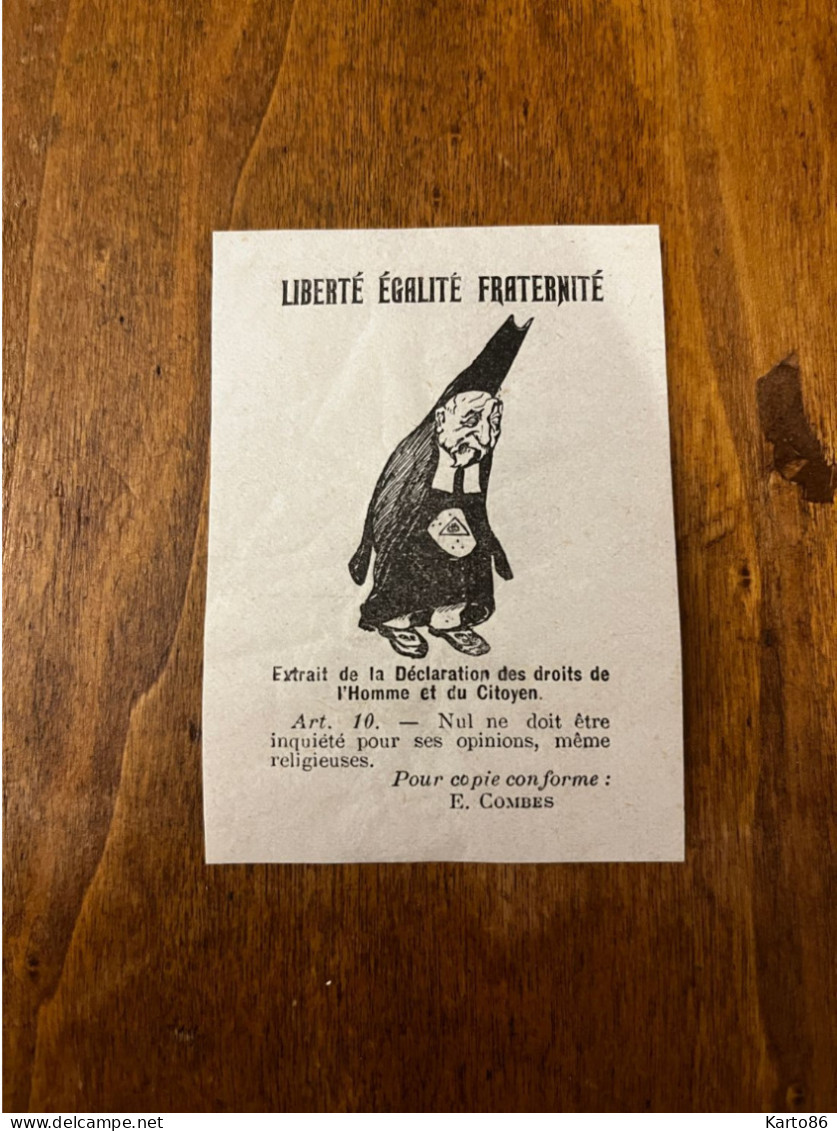 LIBERTÉ ÉGALITÉ FRATERNITÉ
Extrait de la Déclaration des droits de
l'Homme et du Citoyen.
Art. 10. — Nul ne doit être
inquiété pour ses opinions, même
religieuses.
Pour copie conforme :
E. COMBES
delcampe.net
Karto86